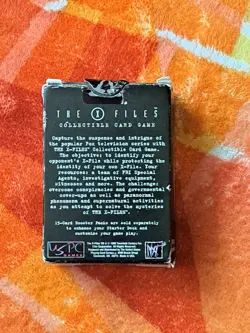 THE X FILES
COLLECTIBLE CARD GAME
Capture the suspense and intrigue of
the popular Fox television series with
THE X-FILES Collectible Card Game.
The objective: to identify your
opponent's X-File while protecting the
identity of your own X-File. Your
resources: a team of FBI Special
Agents, investigative equipment,
witnesses and more. The challenge:
overcome conspiracies and governmental
cover-ups as well as paranormal
phenomena and supernatural activities
as you attempt to solve the mysteries
of THE X-FILES.
15-Card Booster Packs are sold separately
to enhance your Starter Deck and
customize your game play.
USPC
GAMES